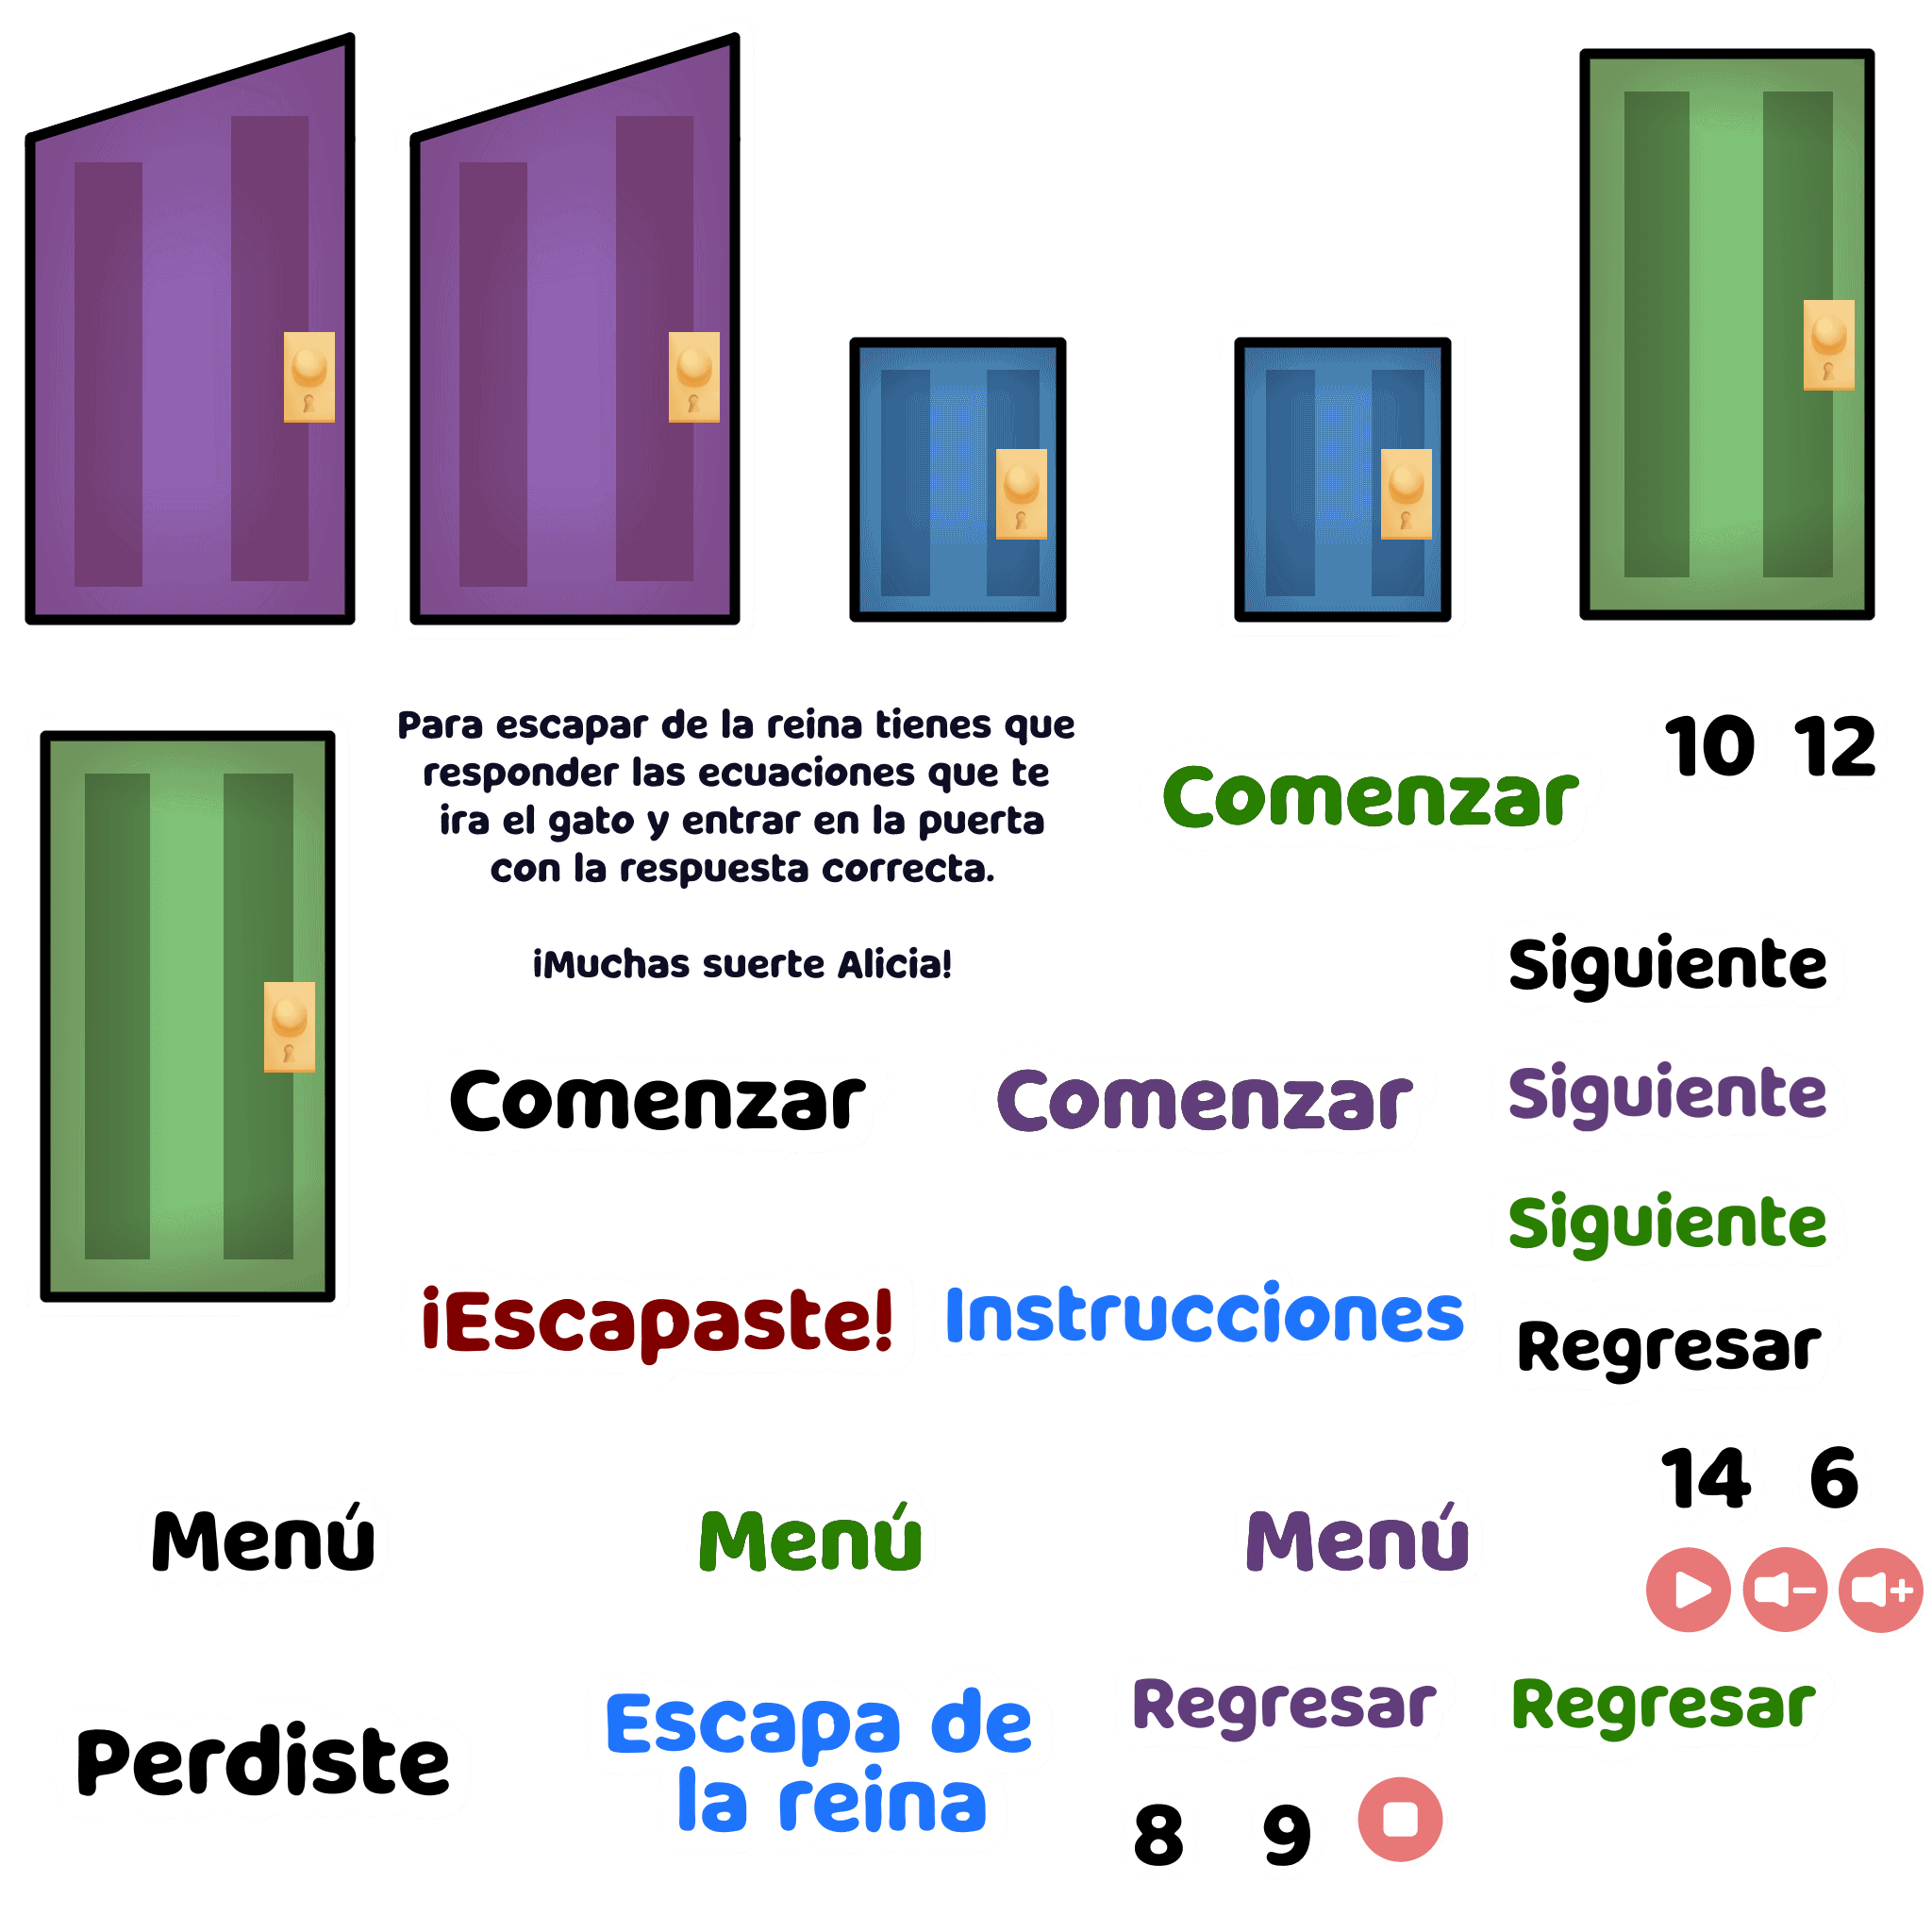 Para escapar de la reina tienes que
responder las ecuaciones que te
ira el gato y entrar en la puerta
con la respuesta correcta.
¡Muchas suerte Alicia!
Comenzar
10 12
Siguiente
Comenzar
Comenzar
Siguiente
Siguiente
¡Escapaste!
Instrucciones
Regresar
14 6
Menú
Menú
Menú
Perdiste
Escapa de
la reina
Regresar
Regresar
8 9